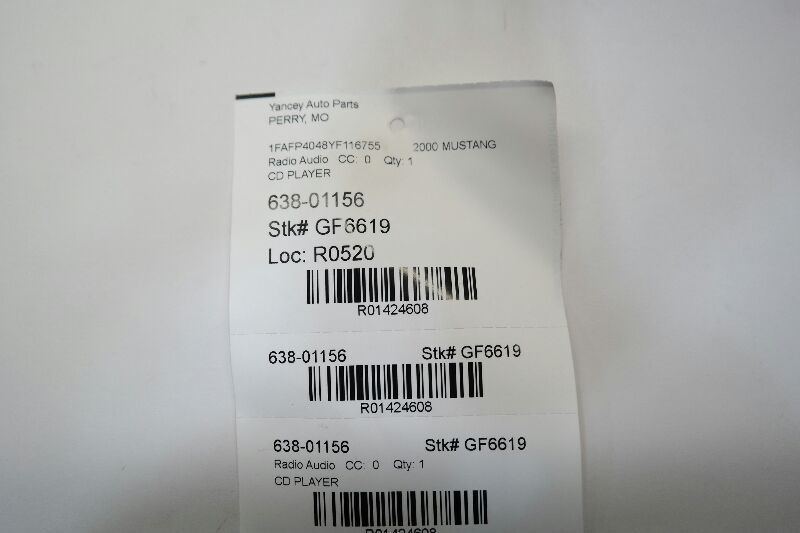 Yancey Auto Parts
PERRY, MO
1FAFP4048YF116755 2000 MUSTANG
Radio Audio CC: 0 Qty: 1
CD PLAYER
638-01156
Stk# GF6619
Loc: R0520
R01424608
638-01156 Stk# GF6619
R01424608
638-01156 Stk# GF6619
Radio Audio CC: 0 Qty: 1
CD PLAYER
R01424608